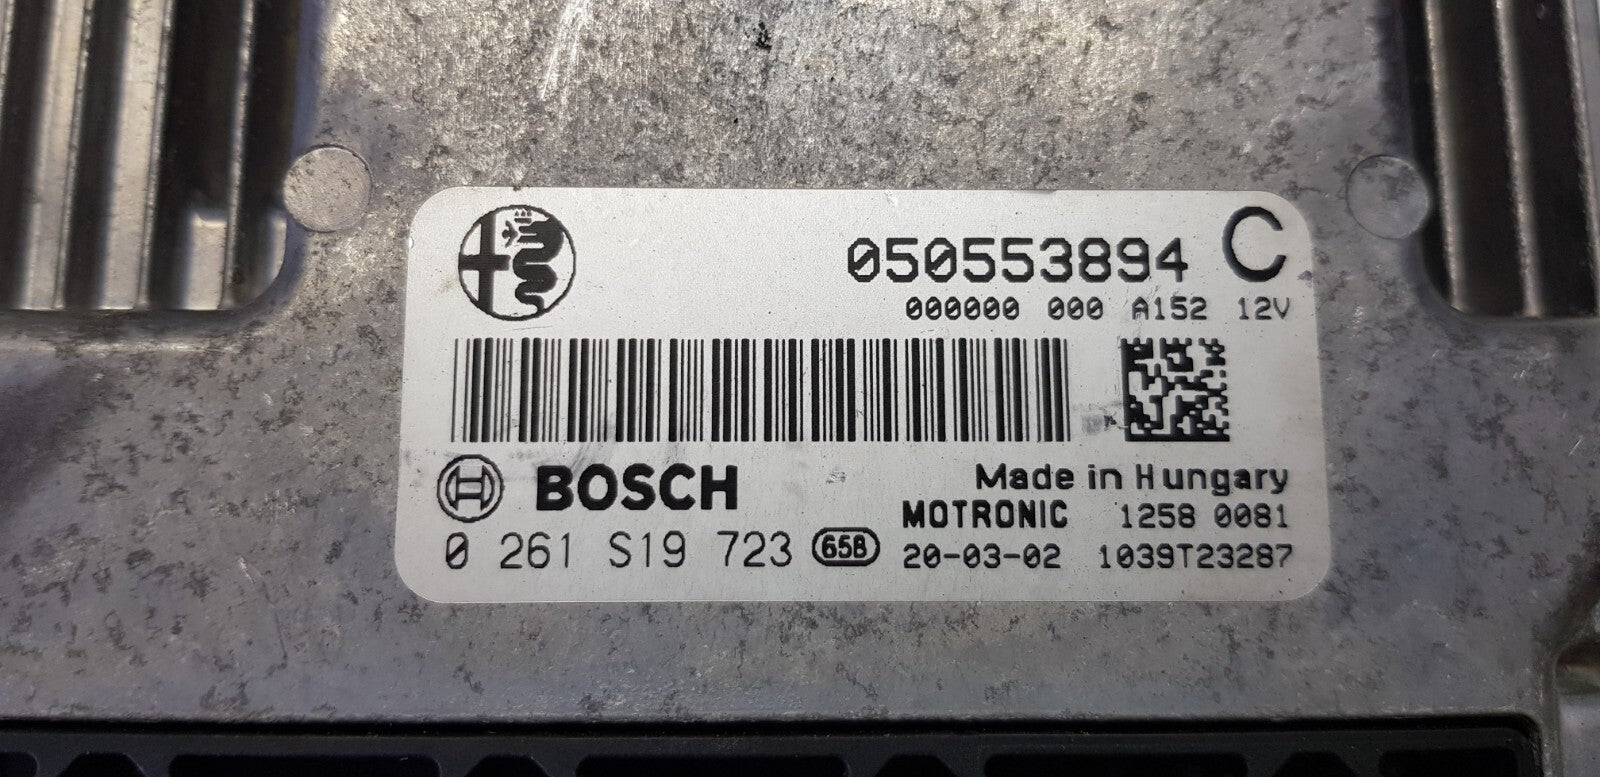 050553894 C
000000 000 A152 12V
BOSCH
Made in Hungary
MOTRONIC 1258 0081
0 261 S19 723 65B 20-03-02 1039T23287